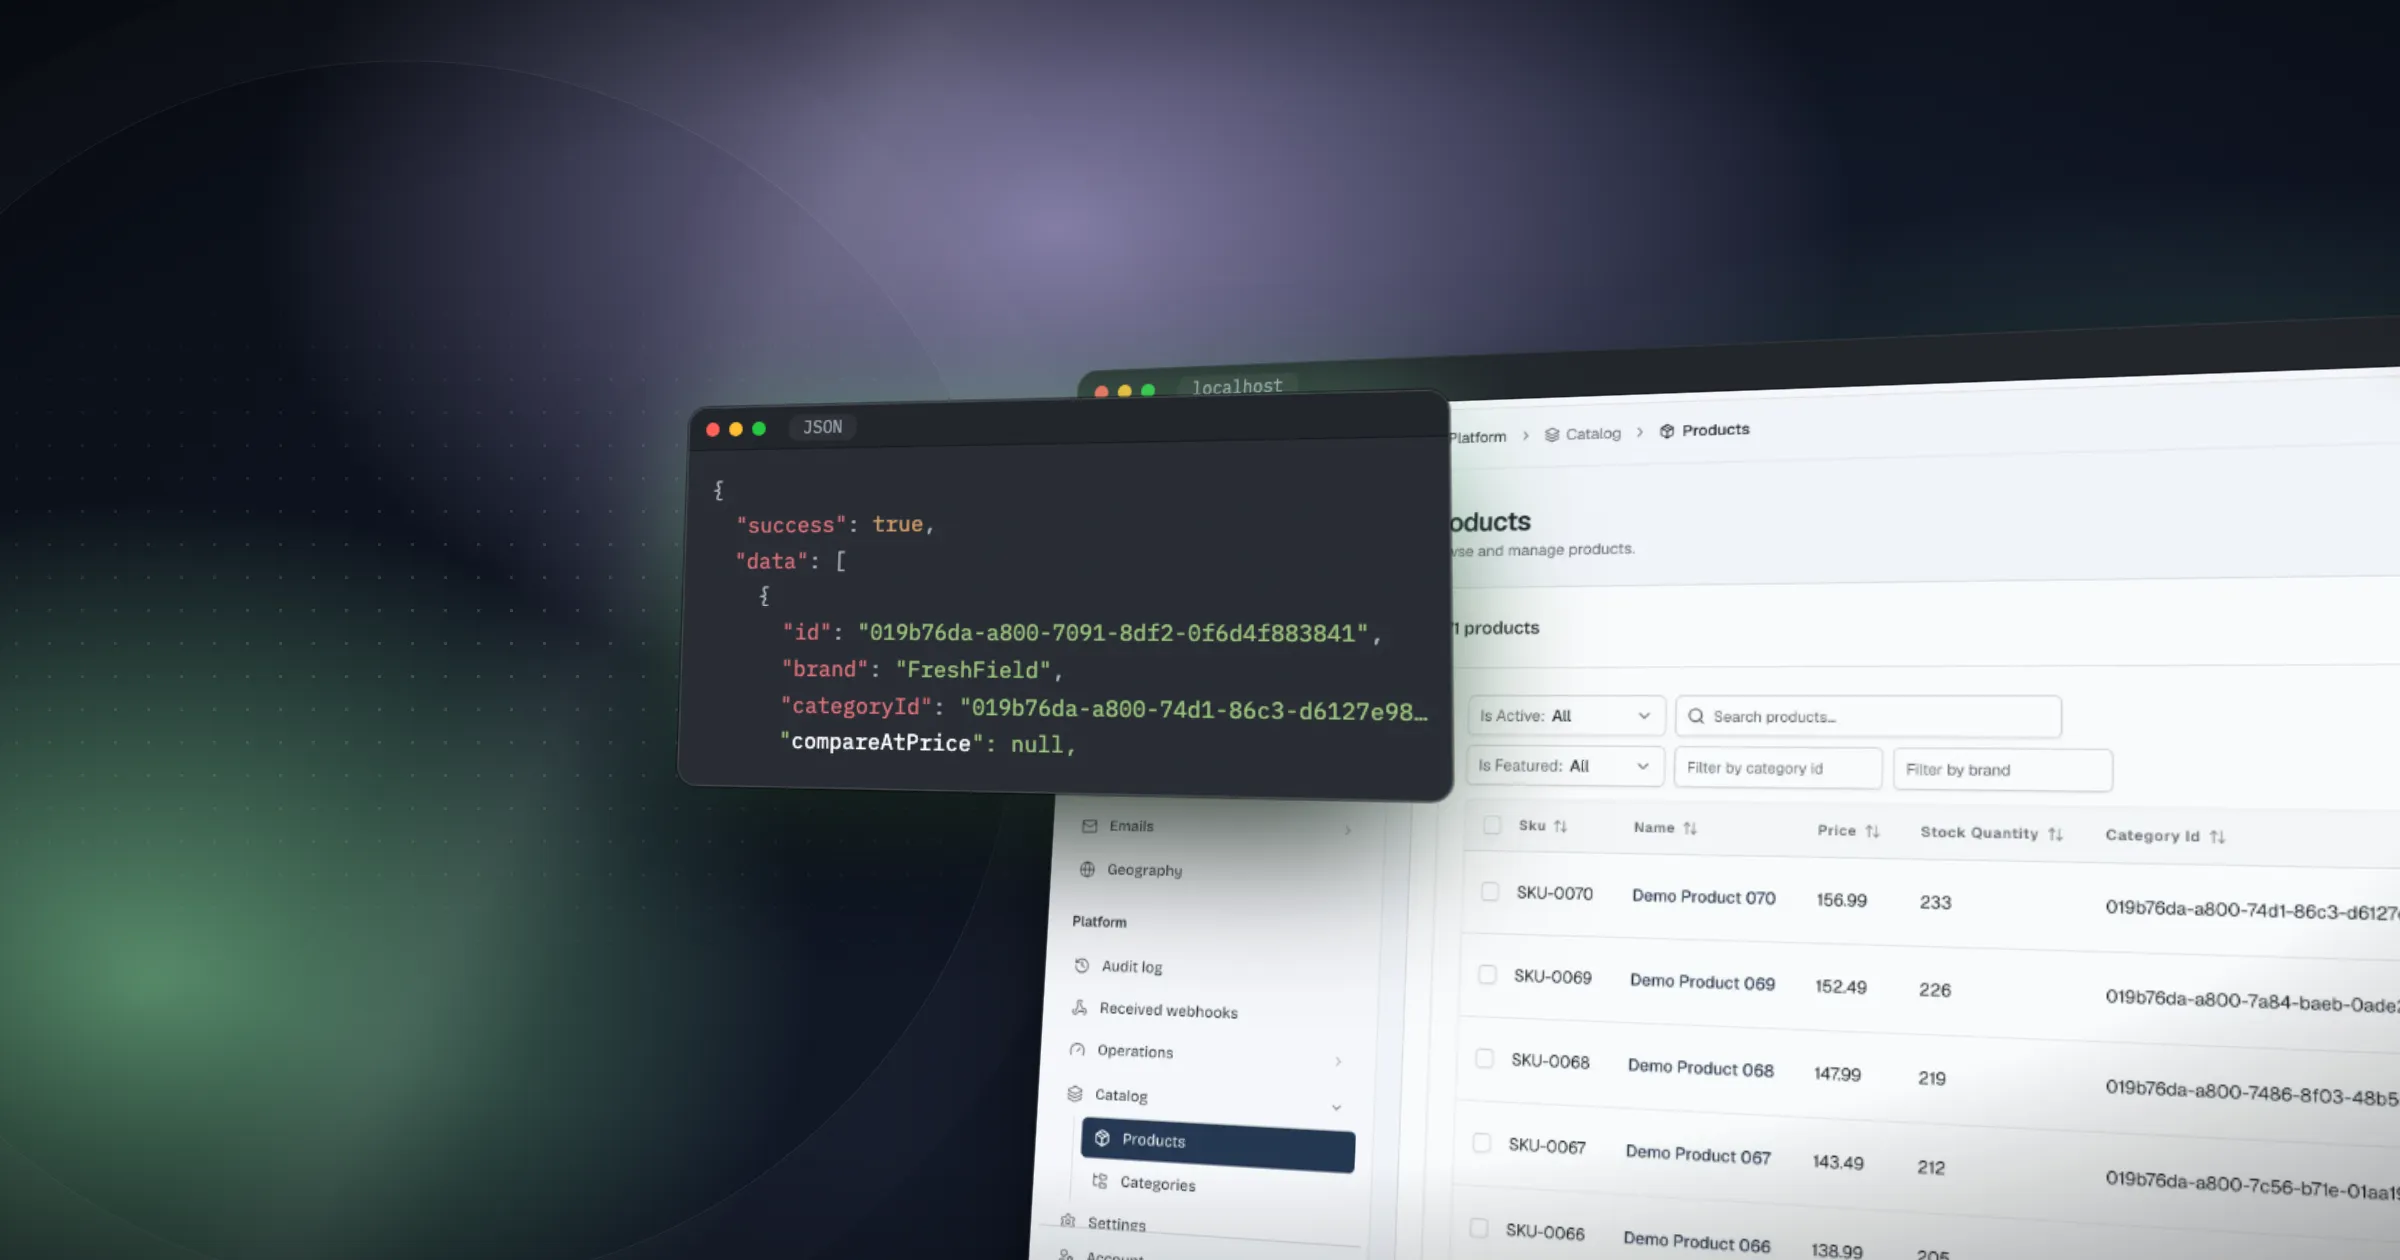 localhost
JSON
{
"success": true,
"data": [
{
"id": "019b76da-a800-7091-8df2-0f6d4f883841",
"brand": "FreshField",
"categoryId": "019b76da-a800-74d1-86c3-d6127e98…
"compareAtPrice": null,
Platform > Catalog > Products
oducts
and manage products.
products
Is Active: All
Search products...
Is Featured: All
Filter by category id
Filter by brand
Sku Name Price Stock Quantity Category Id
SKU-0070 Demo Product 070 156.99 233 019b76da-a800-74d1-86c3-d6127
SKU-0069 Demo Product 069 152.49 226 019b76da-a800-7a84-baeb-0ade
SKU-0068 Demo Product 068 147.99 219 019b76da-a800-7486-8f03-48b5
SKU-0067 Demo Product 067 143.49 212 019b76da-a800-7c56-b71e-01aa1
SKU-0066 Demo Product 066 138.99 205
Emails
Geography
Platform
Audit log
Received webhooks
Operations
Catalog
Products
Categories
Settings
Account